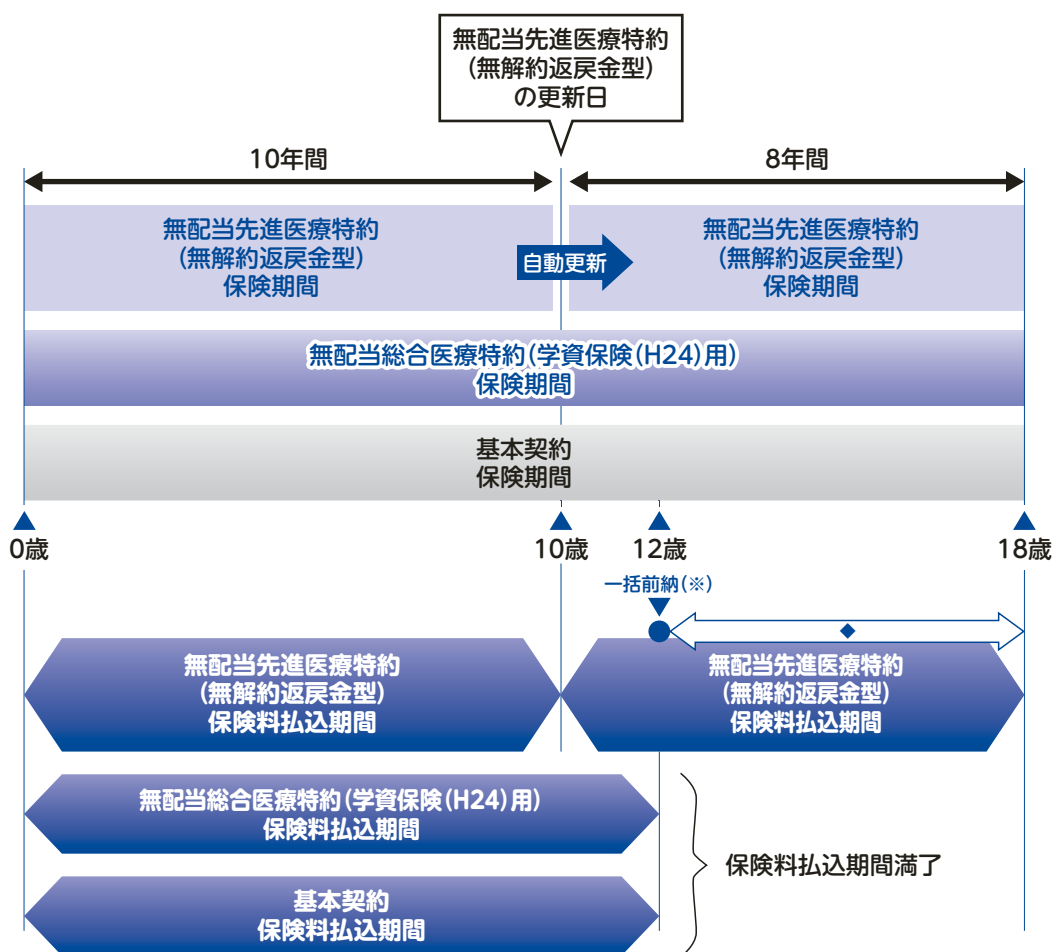 無配当先進医療特約
(無解約返戻金型)
の更新日
10年間
8年間
無配当先進医療特約
(無解約返戻金型)
保険期間
自動更新
無配当先進医療特約
(無解約返戻金型)
保険期間
無配当総合医療特約(学資保険(H24)用)
保険期間
基本契約
保険期間
0歳
10歳
12歳
18歳
一括前納(※)
無配当先進医療特約
(無解約返戻金型)
保険料払込期間
無配当先進医療特約
(無解約返戻金型)
保険料払込期間
無配当総合医療特約(学資保険(H24)用)
保険料払込期間
保険料払込期間満了
基本契約
保険料払込期間